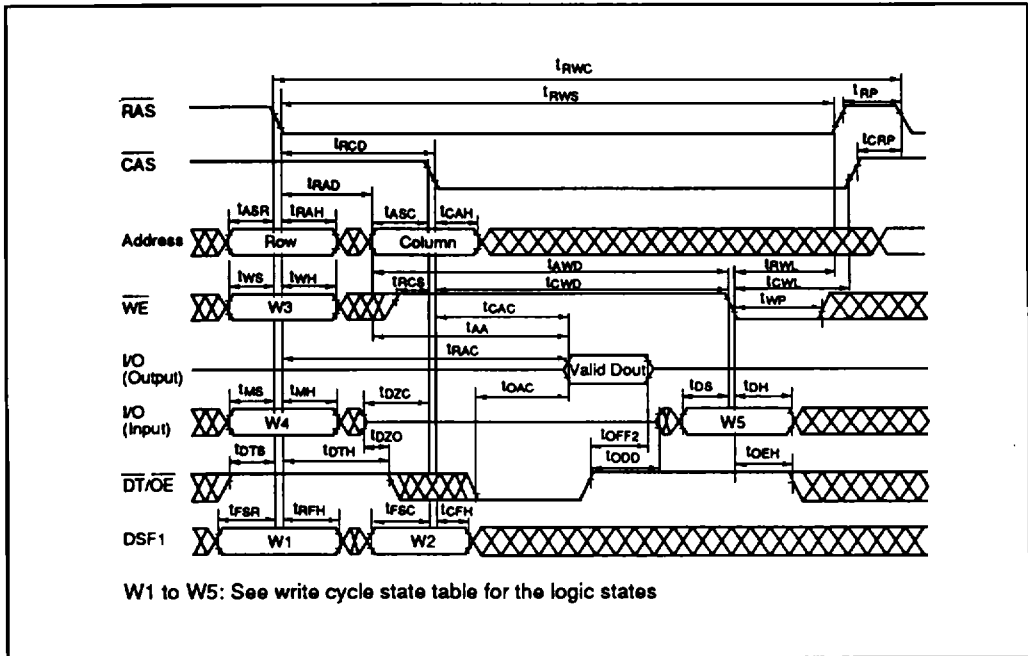 tRWC
tRWS
tRP
RAS
tRCD
tCRP
CAS
tRAD
tASR
tRAH
tASC
tCAH
Address
Row
Column
tAWD
tRWL
tWS
tWH
tRCS
tCWD
tCWL
WE
W3
tCAC
tWP
tAA
tRAC
I/O
(Output)
Valid Dout
tMS
tMH
tDZC
tOAC
tDS
tDH
I/O
(Input)
W4
W5
tDZO
tOFF2
tDTS
tDTH
tODD
tOEH
DT/OE
tFSR
tRFH
tFSC
tCFH
DSF1
W1
W2
W1 to W5: See write cycle state table for the logic states